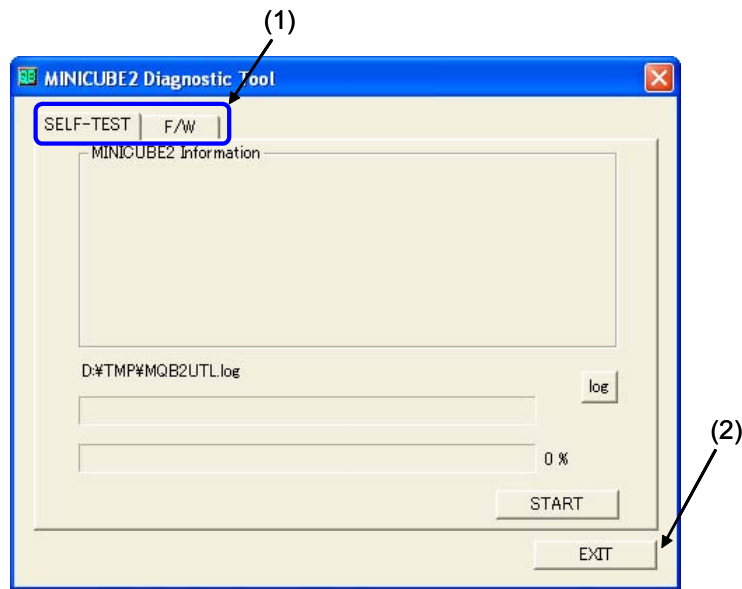 (1)
MINICUBE2 Diagnostic Tool
SELF-TEST F/W
MINICUBE2 Information
D:¥TMP¥MQB2UTL.log
log
(2)
0 %
START
EXIT